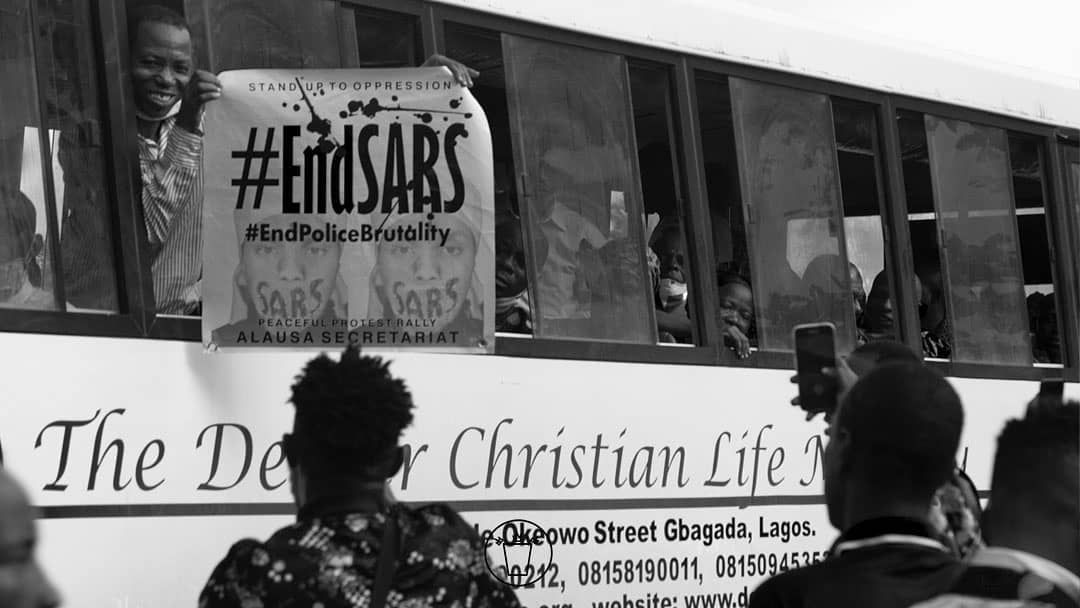 STAND UP TO OPPRESSION
#EndSARS
#EndPoliceBrutality
SARS SARS
PEACEFUL PROTEST RALLY
ALAUSA SECRETARIAT
The Christian Life
Okeowo Street Gbagada, Lagos.
212, 08158190011, 0815094535
website: www.d